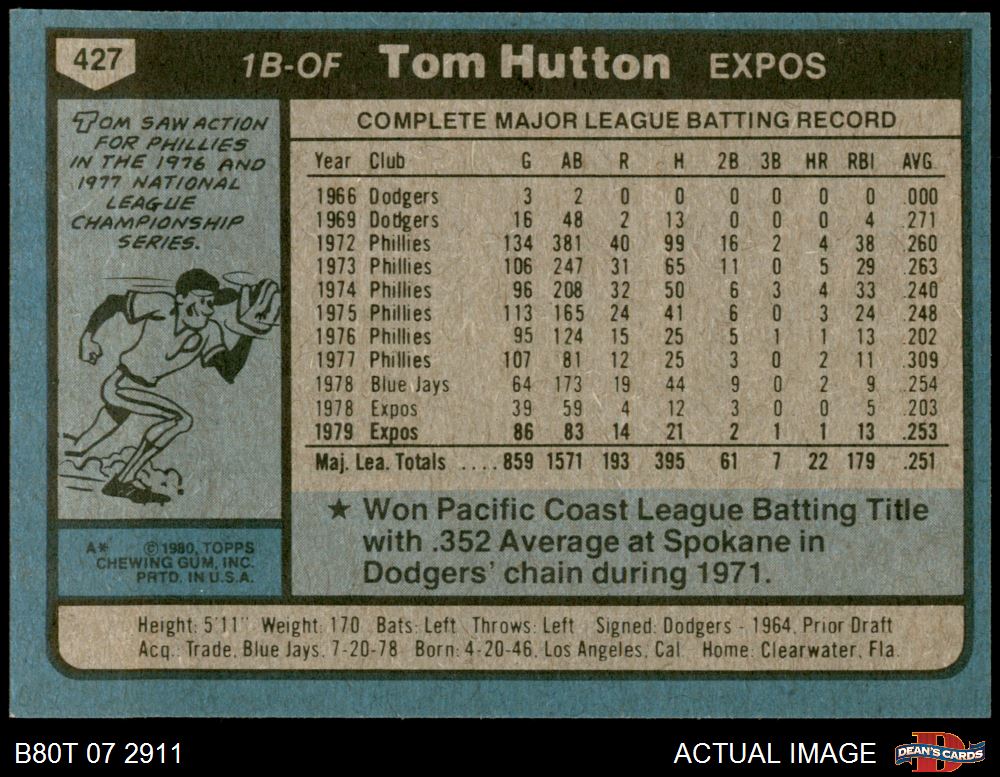 427
1B-OF Tom Hutton EXPOS
TOM SAW ACTION
FOR PHILLIES
IN THE 1976 AND
1977 NATIONAL
LEAGUE
CHAMPIONSHIP
SERIES.
P
A* © 1980, TOPPS
CHEWING GUM, INC.
PRTD. IN U.S.A.
COMPLETE MAJOR LEAGUE BATTING RECORD
Year Club G AB R H 2B 3B HR RBI AVG.
1966 Dodgers 3 2 0 0 0 0 0 0 .000
1969 Dodgers 16 48 2 13 0 0 0 4 .271
1972 Phillies 134 381 40 99 16 2 4 38 .260
1973 Phillies 106 247 31 65 11 0 5 29 .263
1974 Phillies 96 208 32 50 6 3 4 33 .240
1975 Phillies 113 165 24 41 6 0 3 24 .248
1976 Phillies 95 124 15 25 5 1 1 13 .202
1977 Phillies 107 81 12 25 3 0 2 11 .309
1978 Blue Jays 64 173 19 44 9 0 2 9 .254
1978 Expos 39 59 4 12 3 0 0 5 .203
1979 Expos 86 83 14 21 2 1 1 13 .253
Maj. Lea. Totals ....859 1571 193 395 61 7 22 179 .251
★ Won Pacific Coast League Batting Title
with .352 Average at Spokane in
Dodgers' chain during 1971.
Height: 5'11" Weight: 170 Bats: Left Throws: Left Signed: Dodgers - 1964, Prior Draft
Acq.: Trade, Blue Jays, 7-20-78 Born: 4-20-46, Los Angeles, Cal. Home: Clearwater, Fla.
B80T 07 2911
ACTUAL IMAGE
D
DEAN'S CARDS